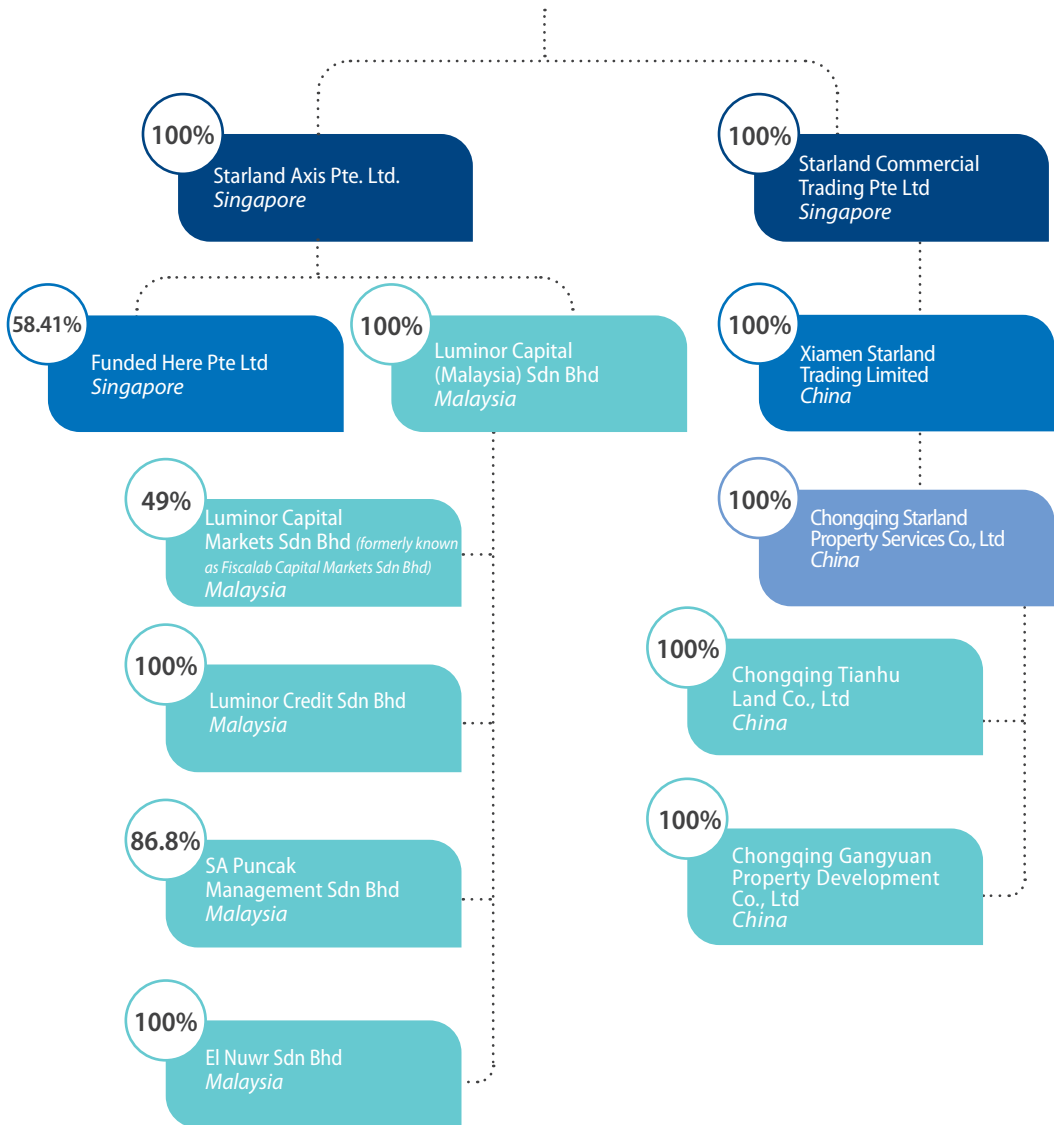 100%
Starland Axis Pte. Ltd.
Singapore
100%
Starland Commercial
Trading Pte Ltd
Singapore
58.41%
Funded Here Pte Ltd
Singapore
100%
Luminor Capital
(Malaysia) Sdn Bhd
Malaysia
100%
Xiamen Starland
Trading Limited
China
49%
Luminor Capital
Markets Sdn Bhd (formerly known
as Fiscalab Capital Markets Sdn Bhd)
Malaysia
100%
Chongqing Starland
Property Services Co., Ltd
China
100%
Luminor Credit Sdn Bhd
Malaysia
100%
Chongqing Tianhu
Land Co., Ltd
China
86.8%
SA Puncak
Management Sdn Bhd
Malaysia
100%
Chongqing Gangyuan
Property Development
Co., Ltd
China
100%
El Nuwr Sdn Bhd
Malaysia